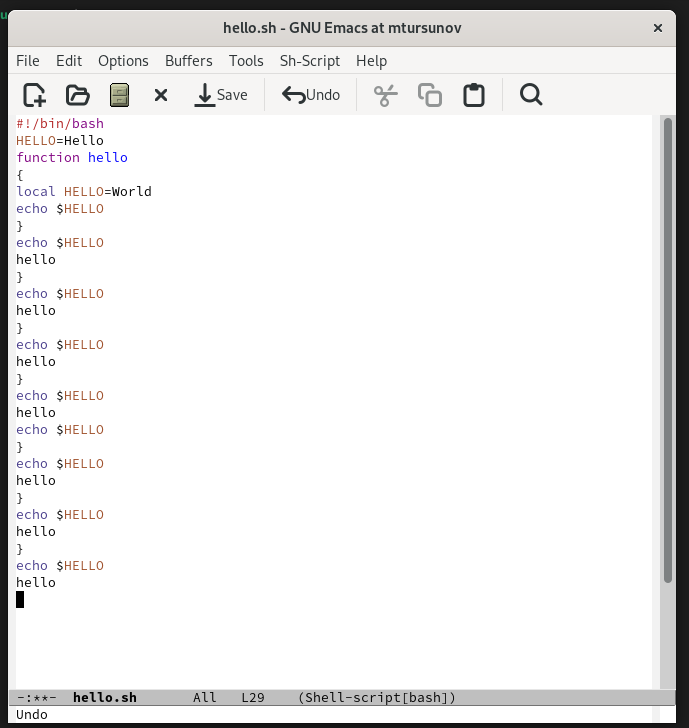 hello.sh - GNU Emacs at mtursunov
File Edit Options Buffers Tools Sh-Script Help
Save Undo
#!/bin/bash
HELLO=Hello
function hello
{
local HELLO=World
echo $HELLO
}
echo $HELLO
hello
}
echo $HELLO
hello
}
echo $HELLO
hello
}
echo $HELLO
hello
echo $HELLO
}
echo $HELLO
hello
}
echo $HELLO
hello
}
echo $HELLO
hello
-:**- hello.sh All L29 (Shell-script[bash])
Undo